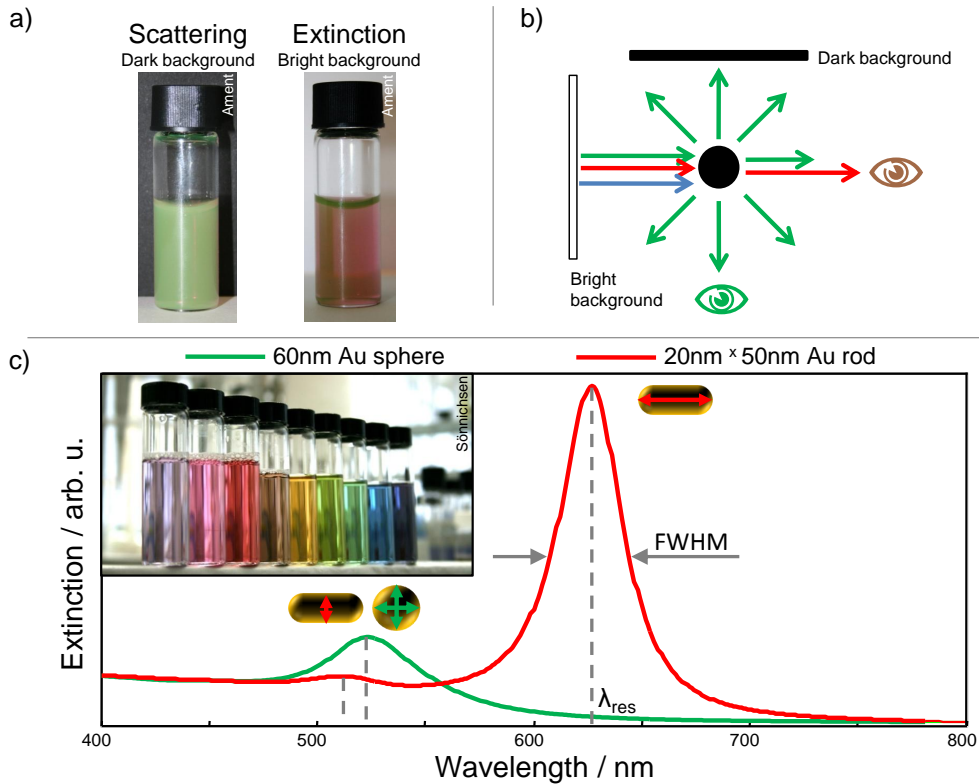 a)
Scattering
Dark background
Ament
Extinction
Bright background
Ament
b)
Dark background
Bright
background
c)
60nm Au sphere
20nm x 50nm Au rod
Sönnichsen
FWHM
λres
Extinction / arb. u.
400
500
600
700
800
Wavelength / nm